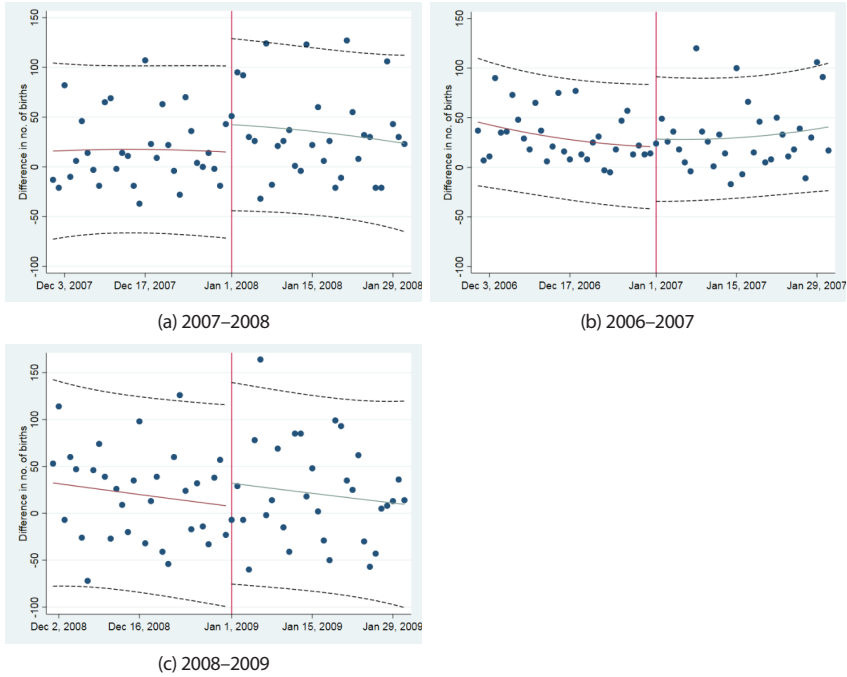 150
100
50
0
-50
-100
Difference in no. of births
Dec 3, 2007 Dec 17, 2007 Jan 1, 2008 Jan 15, 2008 Jan 29, 2008
(a) 2007–2008
150
100
50
0
-50
-100
Difference in no. of births
Dec 3, 2006 Dec 17, 2006 Jan 1, 2007 Jan 15, 2007 Jan 29, 2007
(b) 2006–2007
150
100
50
0
-50
-100
Difference in no. of births
Dec 2, 2008 Dec 16, 2008 Jan 1, 2009 Jan 15, 2009 Jan 29, 2009
(c) 2008–2009